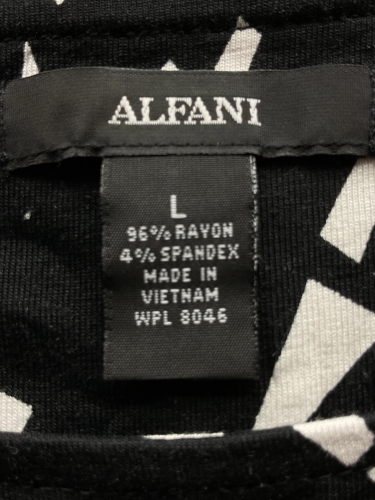 ALFANI
L
96% RAYON
4% SPANDEX
MADE IN
VIETNAM
WPL 8046